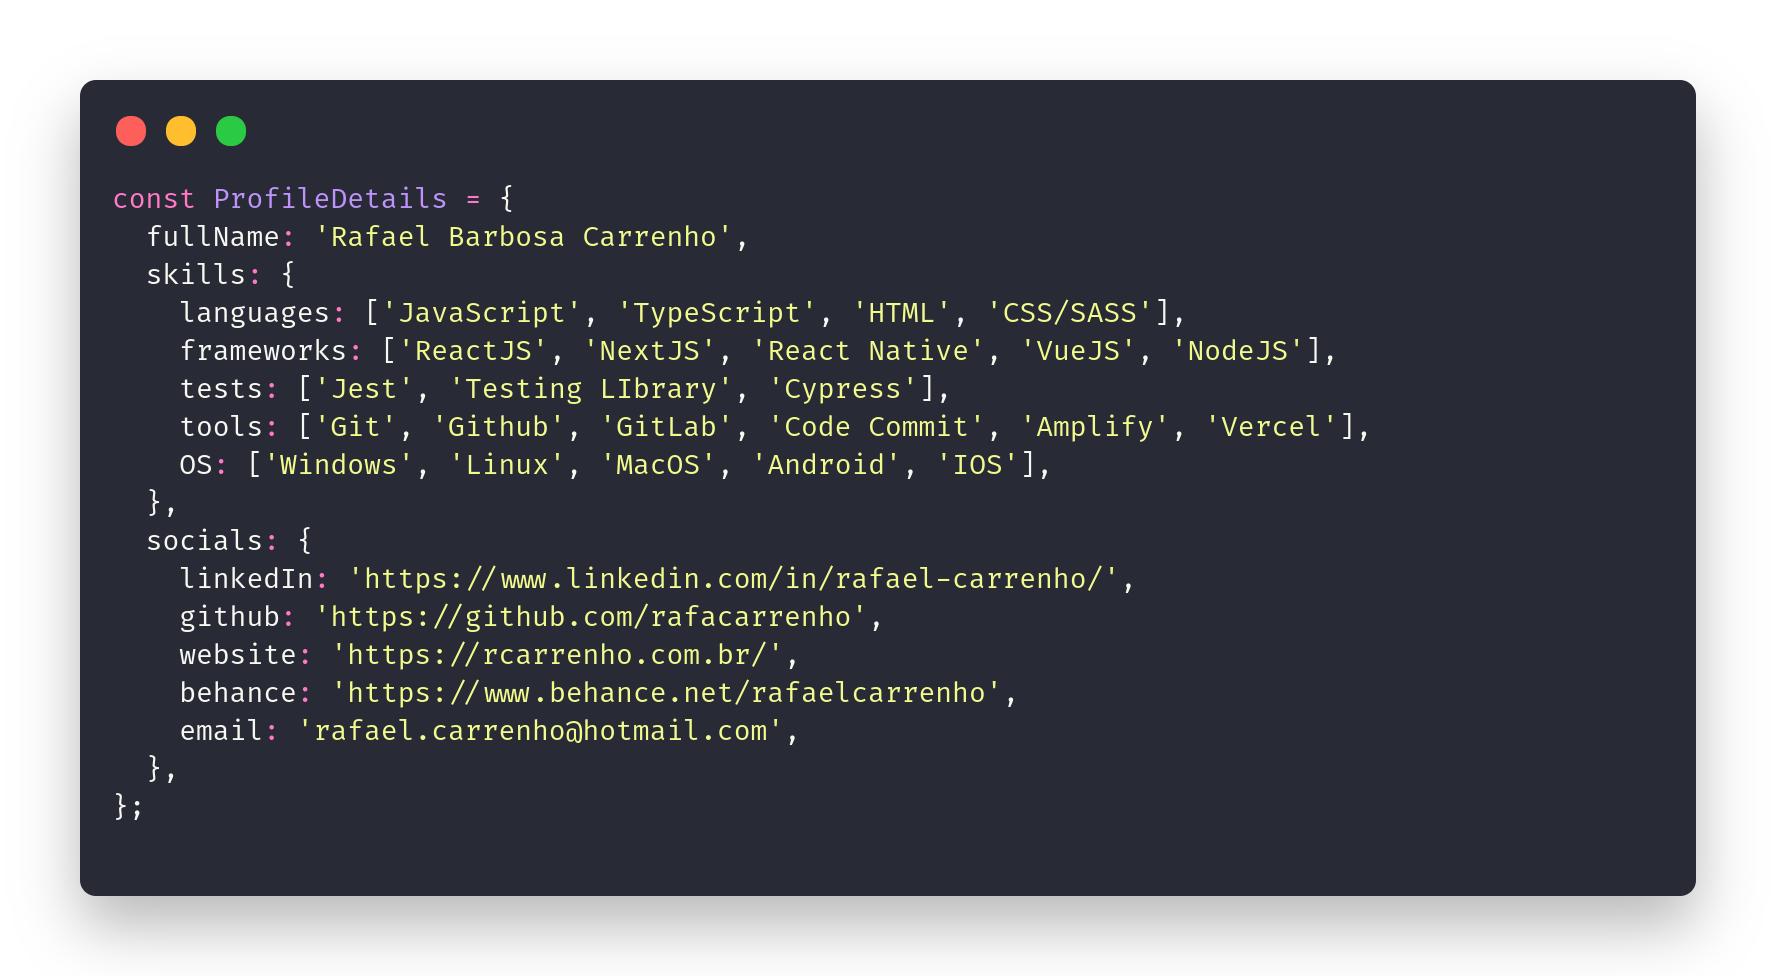 const ProfileDetails = {
  fullName: 'Rafael Barbosa Carrenho',
  skills: {
    languages: ['JavaScript', 'TypeScript', 'HTML', 'CSS/SASS'],
    frameworks: ['ReactJS', 'NextJS', 'React Native', 'VueJS', 'NodeJS'],
    tests: ['Jest', 'Testing LIbrary', 'Cypress'],
    tools: ['Git', 'Github', 'GitLab', 'Code Commit', 'Amplify', 'Vercel'],
    OS: ['Windows', 'Linux', 'MacOS', 'Android', 'IOS'],
  },
  socials: {
    linkedIn: 'https://www.linkedin.com/in/rafael-carrenho/',
    github: 'https://github.com/rafacarrenho',
    website: 'https://rcarrenho.com.br/',
    behance: 'https://www.behance.net/rafaelcarrenho',
    email: 'rafael.carrenho@hotmail.com',
  },
};